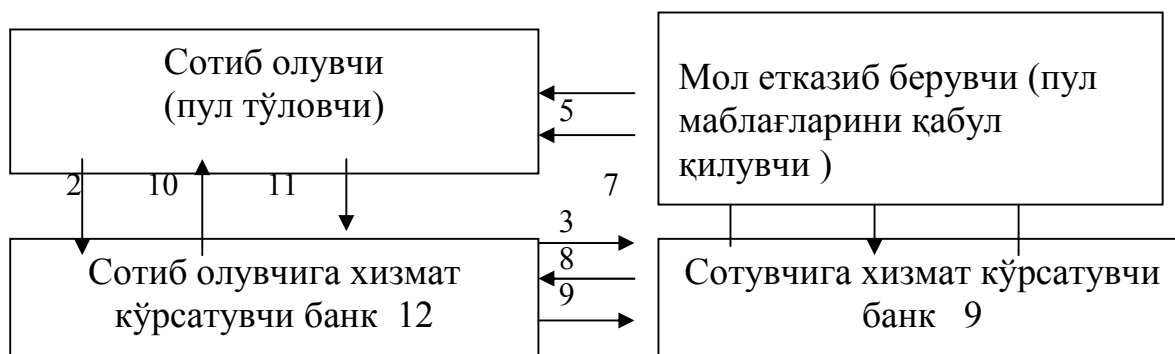 Сотиб олувчи
(пул тўловчи)
Мол етказиб берувчи (пул
маблағларини қабул
қилувчи )
5
2 10 11 7
3
8
9
Сотиб олувчига хизмат
кўрсатувчи банк 12
Сотувчига хизмат кўрсатувчи
банк 9